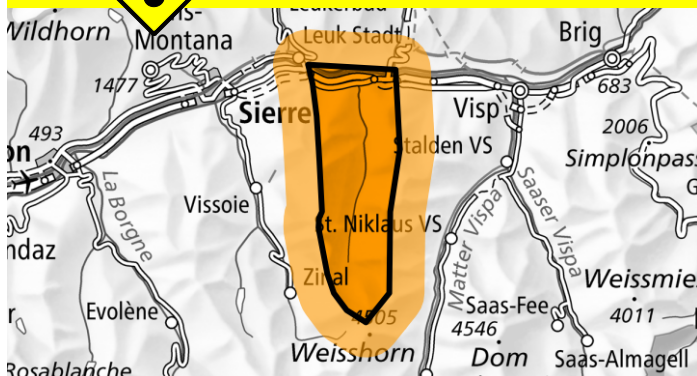 Wildhorn
Leuk Stadt
Montana
Brig
1477
Sierre
Visp
683
493
2006
Stalden VS
Simplonpass
La Borgne
Vissoie
St. Niklaus VS
Saaser Vispa
Matter Vispa
ndaz
Zinal
Weissmie
Evolène
4505
Saas-Fee
4011
4546
Weisshorn
Dom
Saas-Almagell
Rosablanche